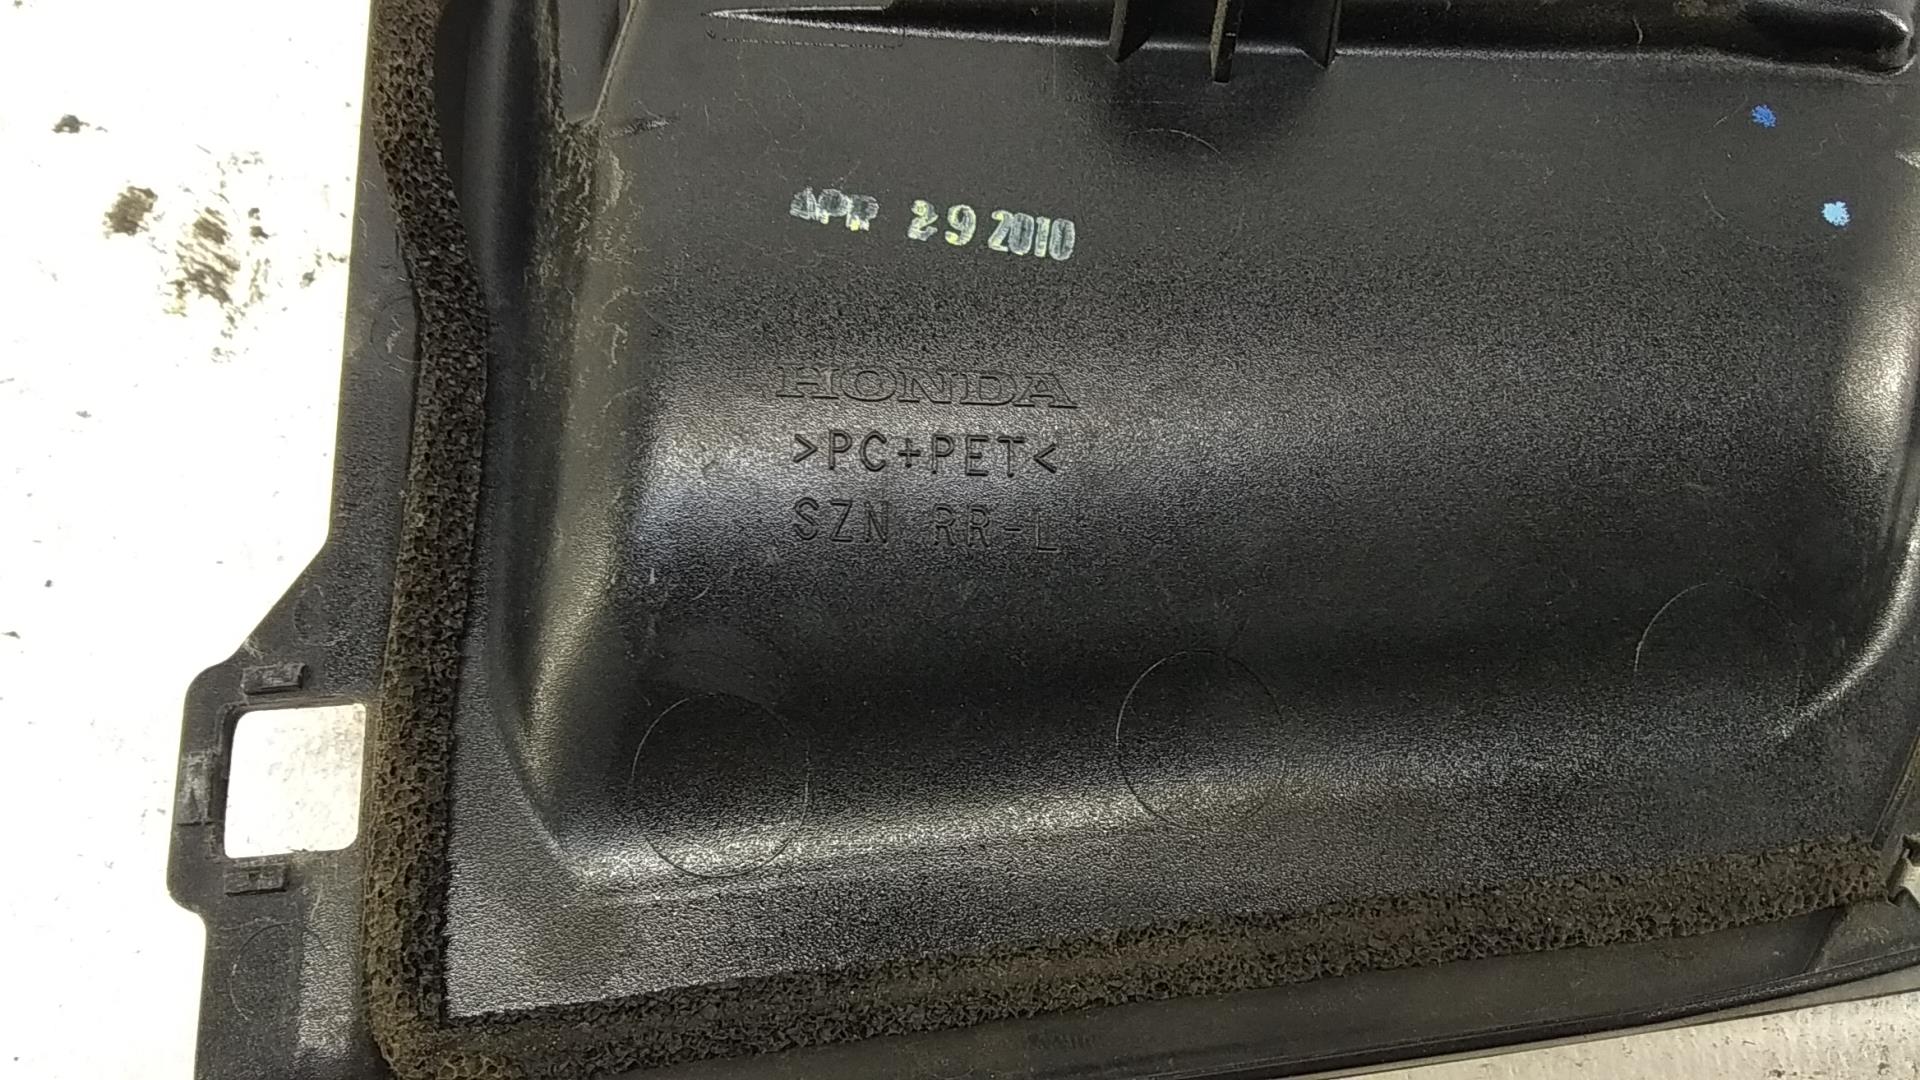 APR 29 2010
HONDA
>PC+PET<
SZN RR-L